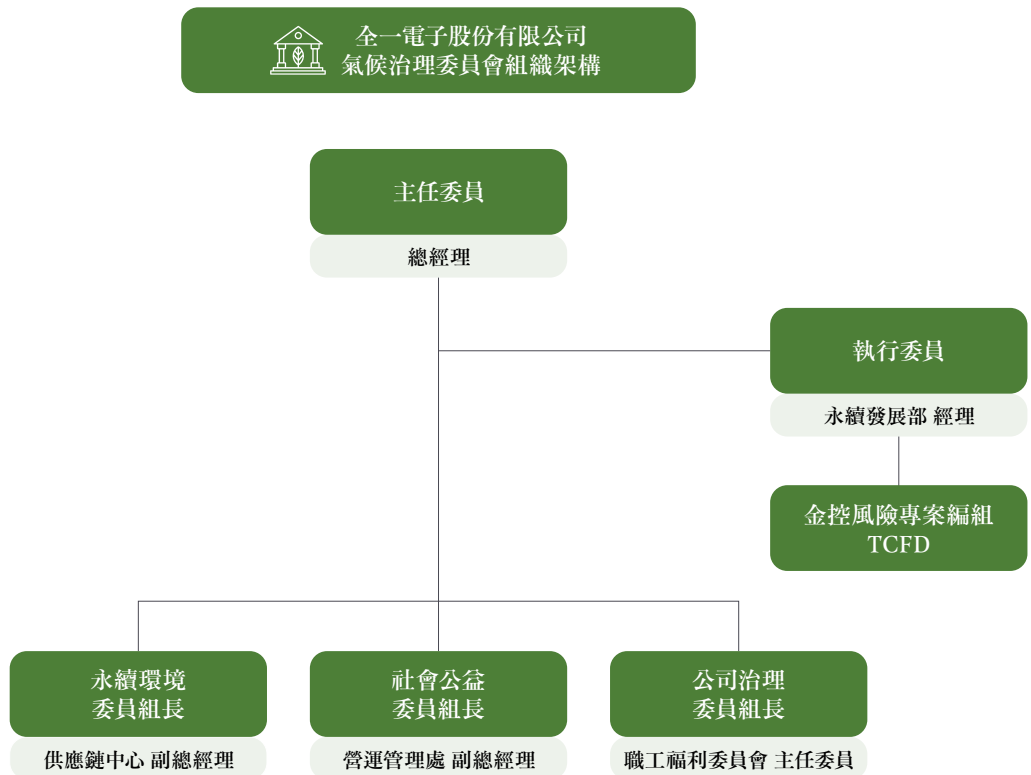 全一電子股份有限公司
氣候治理委員會組織架構
主任委員
總經理
執行委員
永續發展部 經理
金控風險專案編組
TCFD
永續環境
委員組長
供應鏈中心 副總經理
社會公益
委員組長
營運管理處 副總經理
公司治理
委員組長
職工福利委員會 主任委員